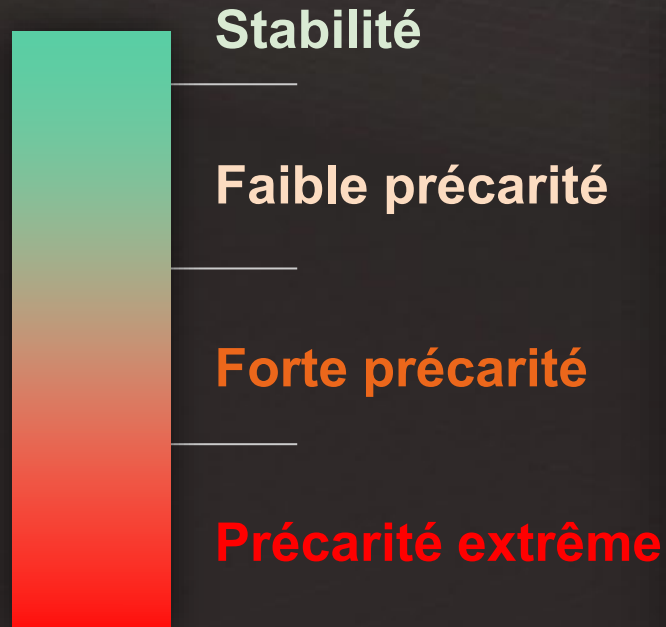 Stabilité
Faible précarité
Forte précarité
Précarité extrême